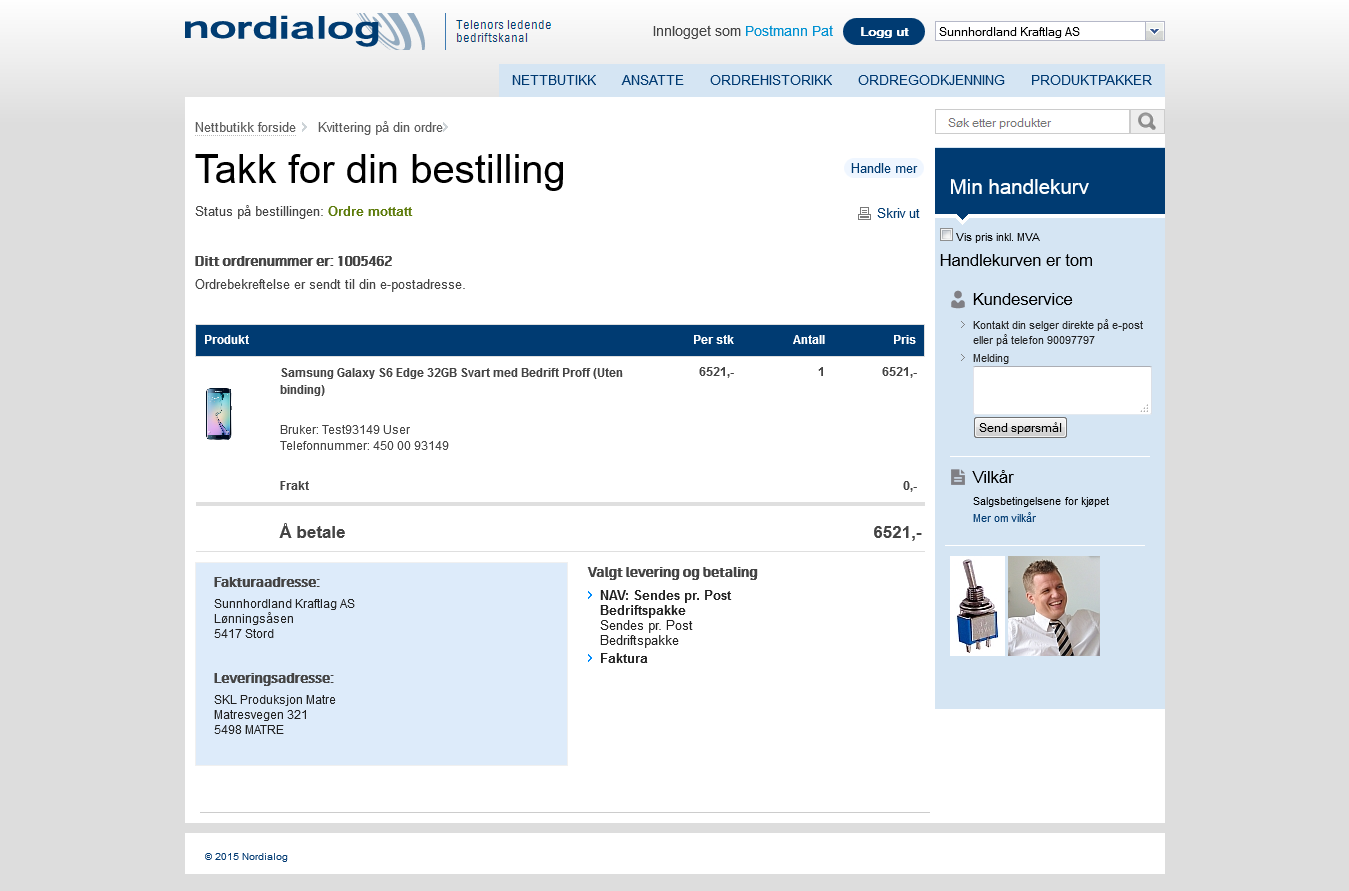 nordialog
Telenors ledende
bedriftskanal
Innlogget som Postmann Pat
Logg ut
Sunnhordland Kraftlag AS
NETTBUTIKK ANSATTE ORDREHISTORIKK ORDREGODKJENNING PRODUKTPAKKER
Nettbutikk forside Kvittering på din ordre
Takk for din bestilling
Handle mer
Status på bestillingen: Ordre mottatt
Skriv ut
Ditt ordrenummer er: 1005462
Ordrebekreftelse er sendt til din e-postadresse.
Produkt Per stk Antall Pris
Samsung Galaxy S6 Edge 32GB Svart med Bedrift Proff (Uten 6521,- 1 6521,-
binding)
Bruker: Test93149 User
Telefonnummer: 450 00 93149
Frakt 0,-
Å betale 6521,-
Fakturaadresse:
Sunnhordland Kraftlag AS
Lønningsåsen
5417 Stord
Leveringsadresse:
SKL Produksjon Matre
Matresvegen 321
5498 MATRE
Valgt levering og betaling
NAV: Sendes pr. Post
Bedriftspakke
Sendes pr. Post
Bedriftspakke
Faktura
Søk etter produkter
Min handlekurv
Vis pris inkl. MVA
Handlekurven er tom
Kundeservice
Kontakt din selger direkte på e-post
eller på telefon 90097797
Melding
Send spørsmål
Vilkår
Salgsbetingelsene for kjøpet
Mer om vilkår
© 2015 Nordialog